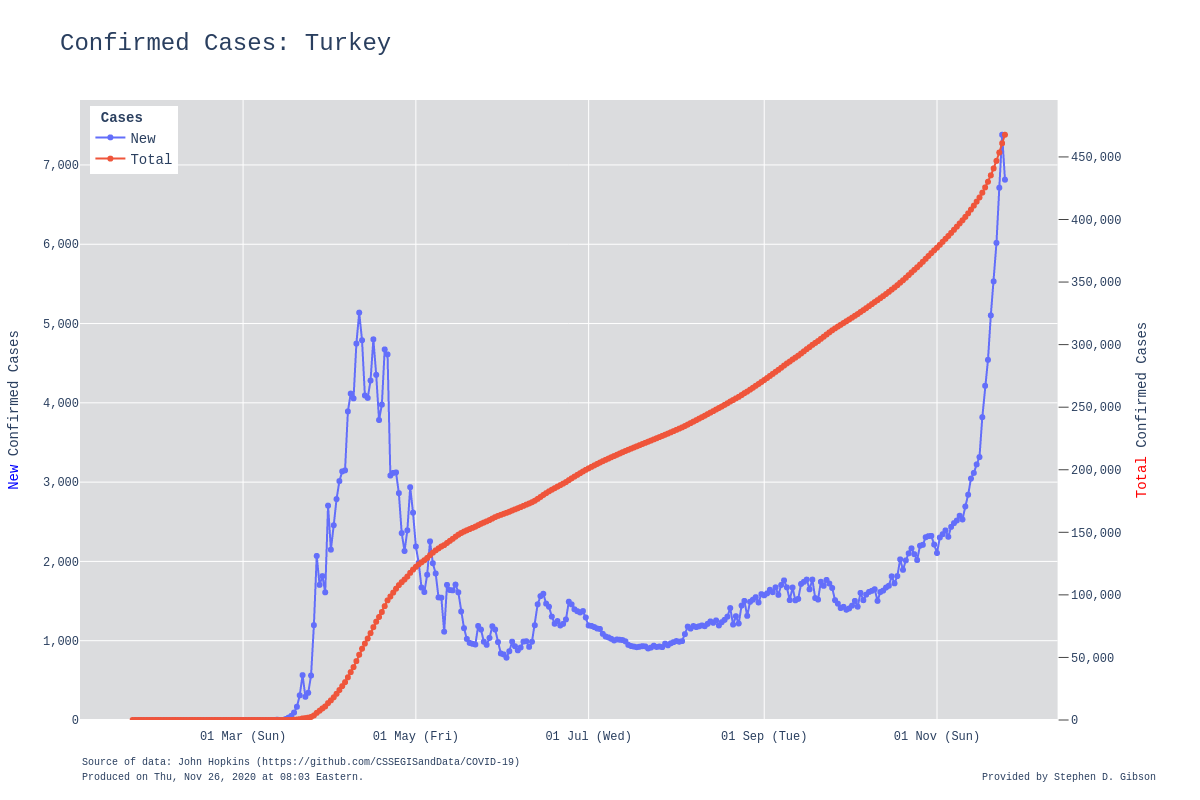 Confirmed Cases: Turkey
Cases
New
Total
7,000
6,000
5,000
4,000
3,000
2,000
1,000
0
New Confirmed Cases
450,000
400,000
350,000
300,000
250,000
200,000
150,000
100,000
50,000
0
Total Confirmed Cases
01 Mar (Sun)
01 May (Fri)
01 Jul (Wed)
01 Sep (Tue)
01 Nov (Sun)
Source of data: John Hopkins (https://github.com/CSSEGISandData/COVID-19)
Produced on Thu, Nov 26, 2020 at 08:03 Eastern.
Provided by Stephen D. Gibson